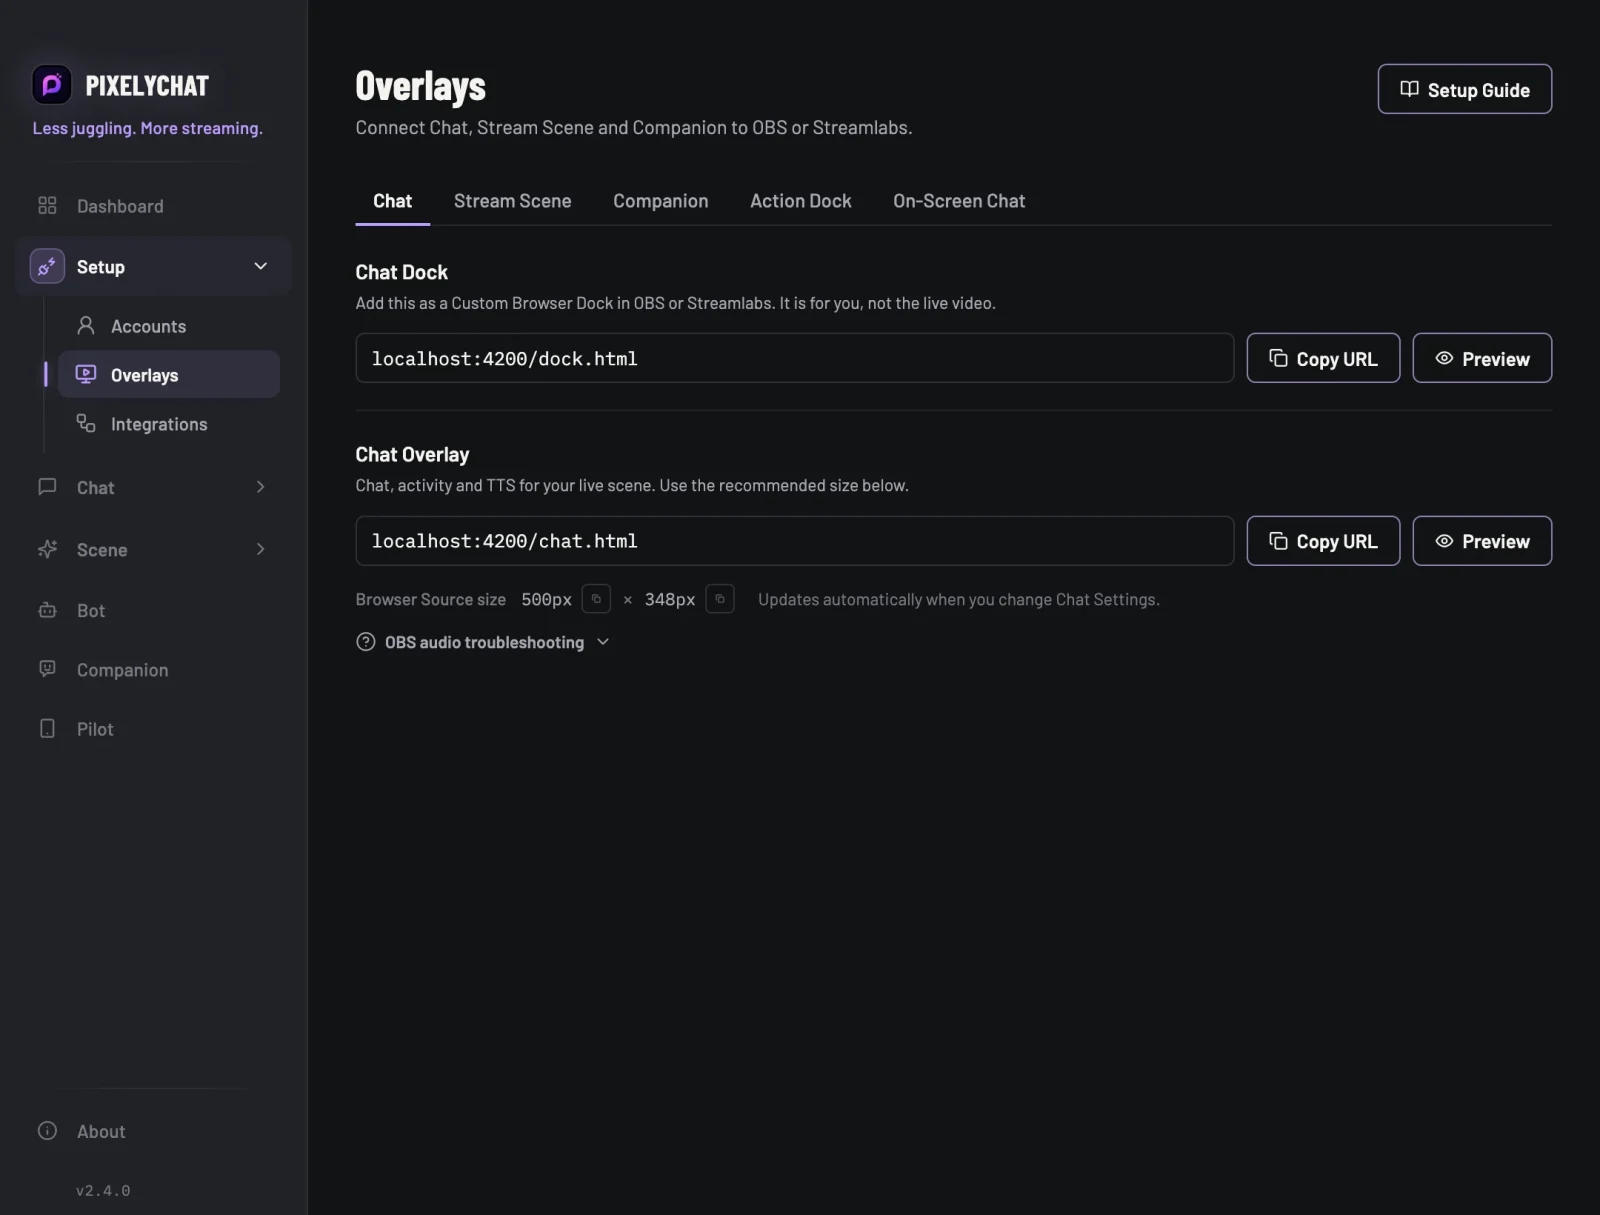 PIXELYCHAT
Less juggling. More streaming.
Dashboard
Setup
Accounts
Overlays
Integrations
Chat
Scene
Bot
Companion
Pilot
About
v2.4.0
Overlays
Connect Chat, Stream Scene and Companion to OBS or Streamlabs.
Setup Guide
Chat Stream Scene Companion Action Dock On-Screen Chat
Chat Dock
Add this as a Custom Browser Dock in OBS or Streamlabs. It is for you, not the live video.
localhost:4200/dock.html Copy URL Preview
Chat Overlay
Chat, activity and TTS for your live scene. Use the recommended size below.
localhost:4200/chat.html Copy URL Preview
Browser Source size 500px × 348px Updates automatically when you change Chat Settings.
OBS audio troubleshooting